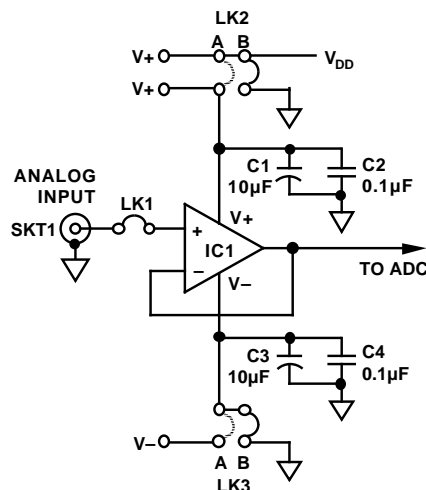 LK2
A B
V+
V_DD
V+
C1
10µF
C2
0.1µF
ANALOG
INPUT
LK1
SKT1
V+
+
IC1
–
V–
TO ADC
C3
10µF
C4
0.1µF
V–
A B
LK3